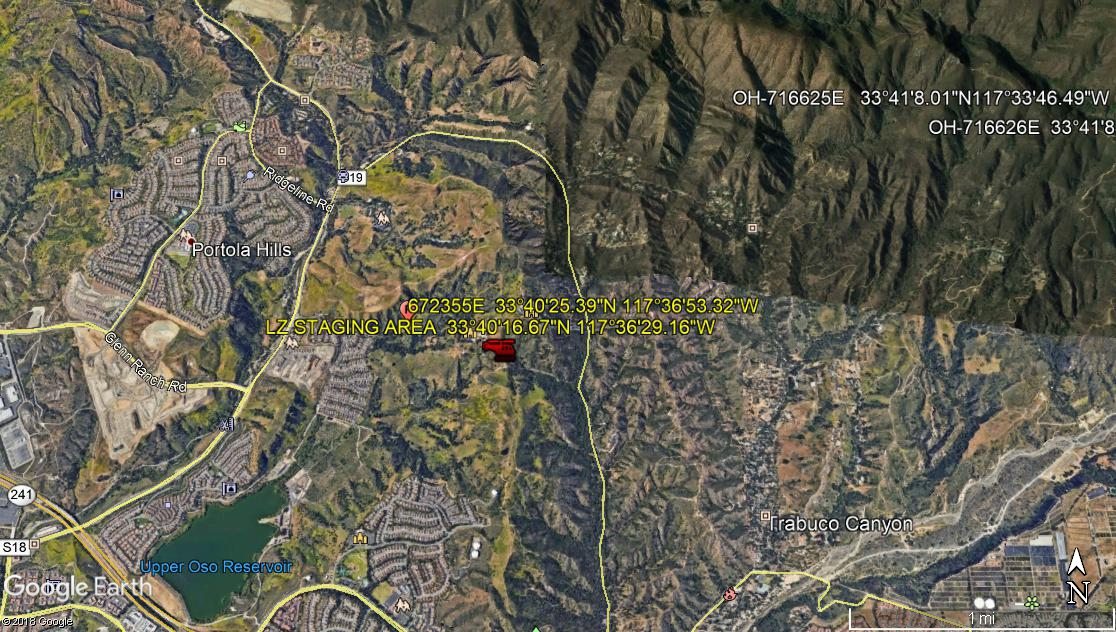 OH-716625E 33°41'8.01"N117°33'46.49"W
OH-716626E 33°41'8
19
Ridgeline Rd
Portola Hills
672355E 33°40'25.39"N 117°36'53.32"W
LZ STAGING AREA 33°40'16.67"N 117°36'29.16"W
Glenn Ranch Rd
241
Trabuco Canyon
S18
Upper Oso Reservoir
Google Earth
N
1 mi
©2018 Google